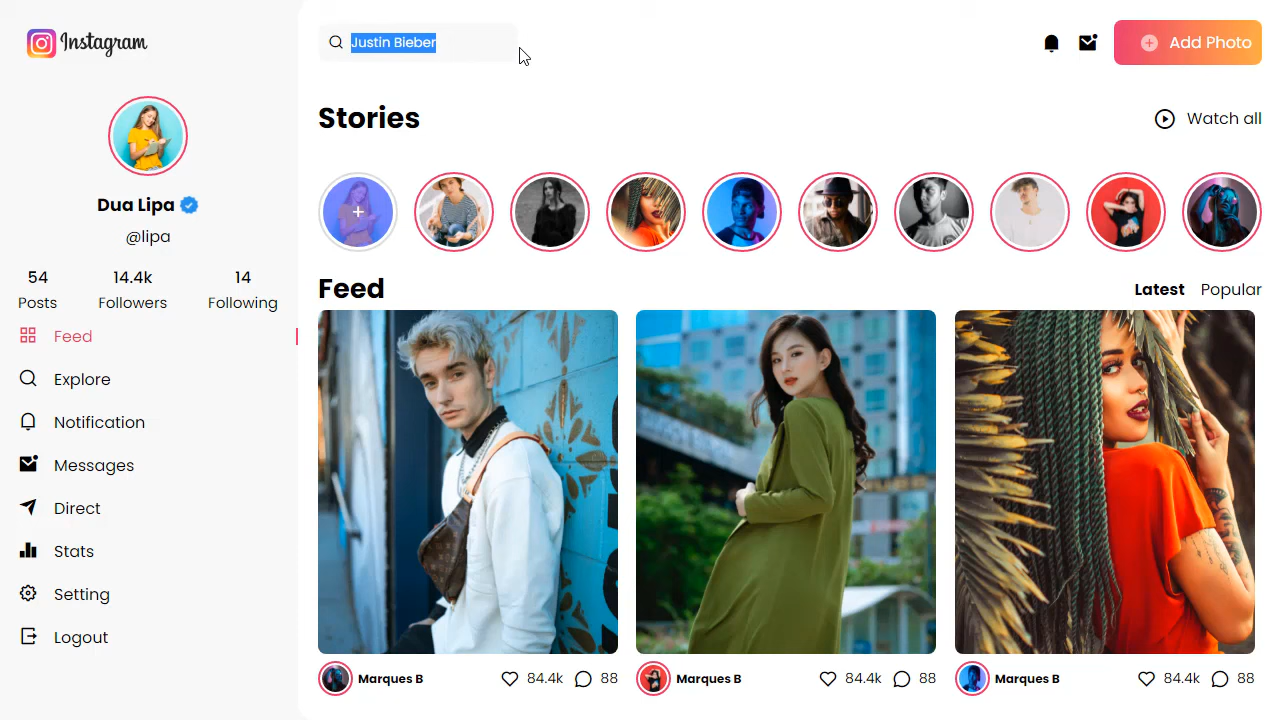 Instagram
Justin Bieber
Add Photo
Dua Lipa
@lipa
54
14.4k
14
Posts
Followers
Following
Feed
Explore
Notification
Messages
Direct
Stats
Setting
Logout
Stories
Watch all
+
Feed
Latest
Popular
Marques B
84.4k
88
Marques B
84.4k
88
Marques B
84.4k
88